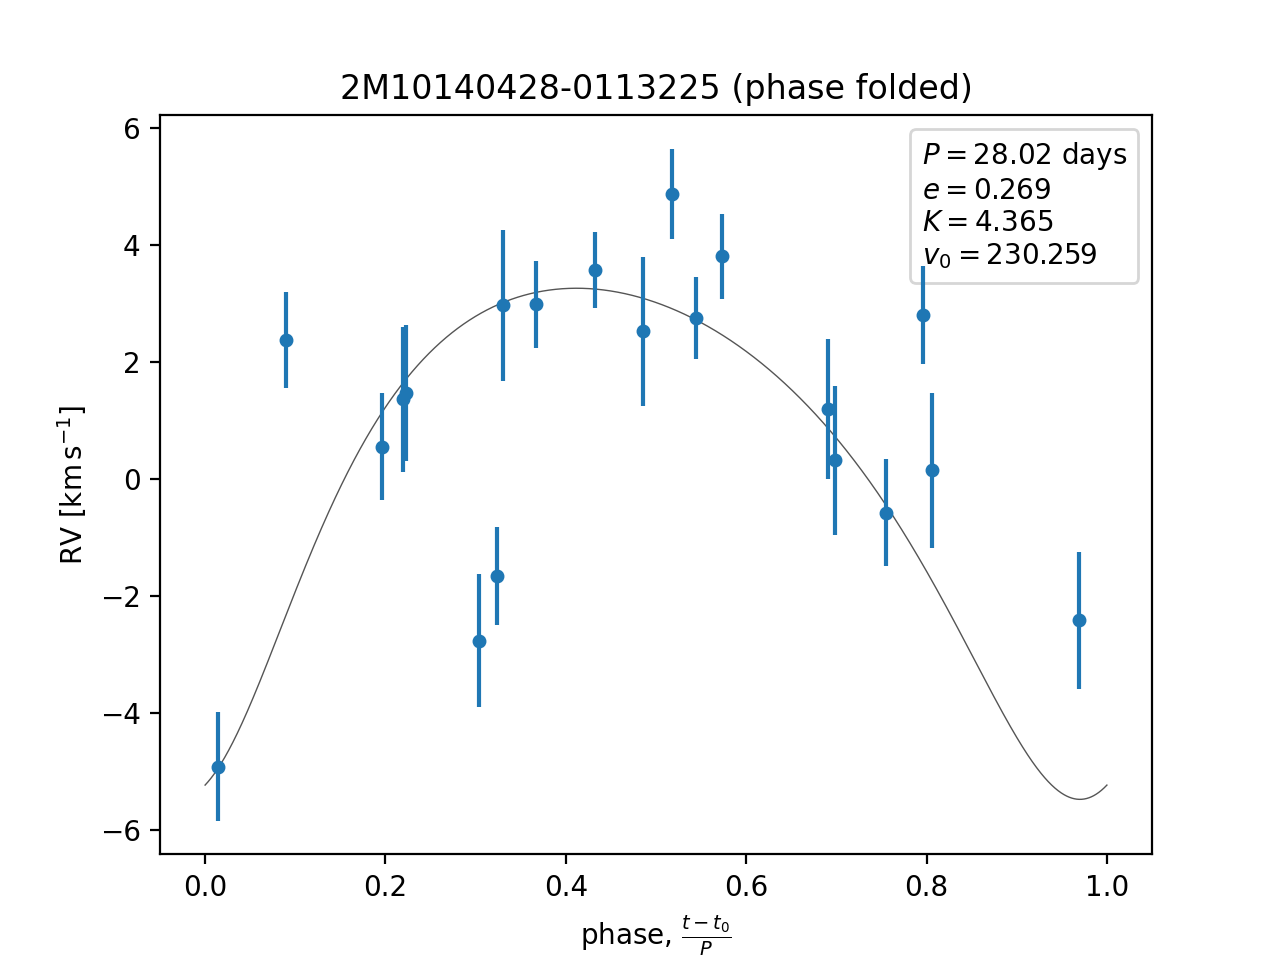 2M10140428-0113225 (phase folded)
P = 28.02 days
e = 0.269
K = 4.365
v₀ = 230.259
RV [km s⁻¹]
6
4
2
0
−2
−4
−6
0.0 0.2 0.4 0.6 0.8 1.0
phase, (t − t₀)/P